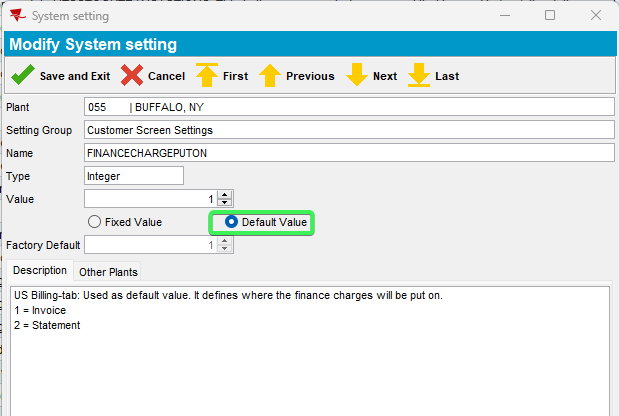 System setting
Modify System setting
Save and Exit Cancel First Previous Next Last
Plant 055 | BUFFALO, NY
Setting Group Customer Screen Settings
Name FINANCECHARGEPUTON
Type Integer
Value 1
Fixed Value Default Value
Factory Default 1
Description Other Plants
US Billing-tab: Used as default value. It defines where the finance charges will be put on.
1 = Invoice
2 = Statement